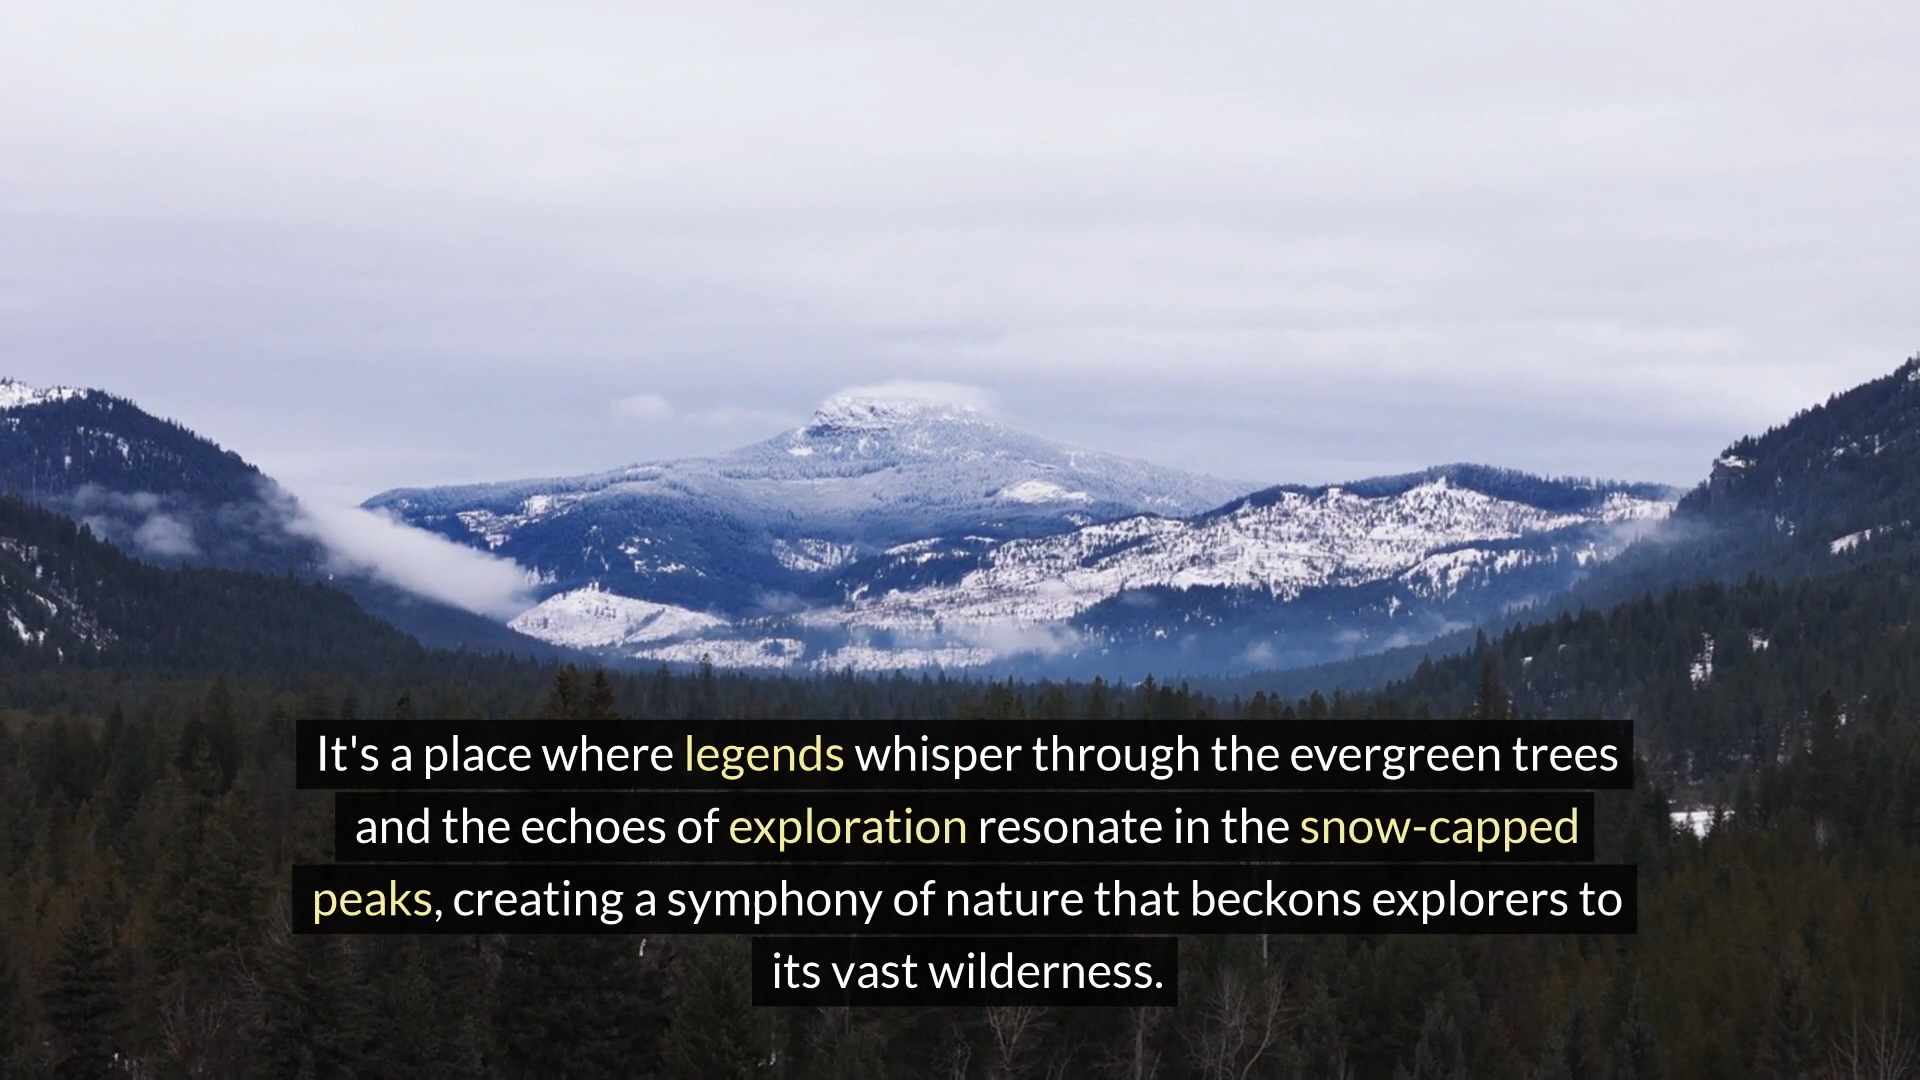 It's a place where legends whisper through the evergreen trees
and the echoes of exploration resonate in the snow-capped
peaks, creating a symphony of nature that beckons explorers to
its vast wilderness.